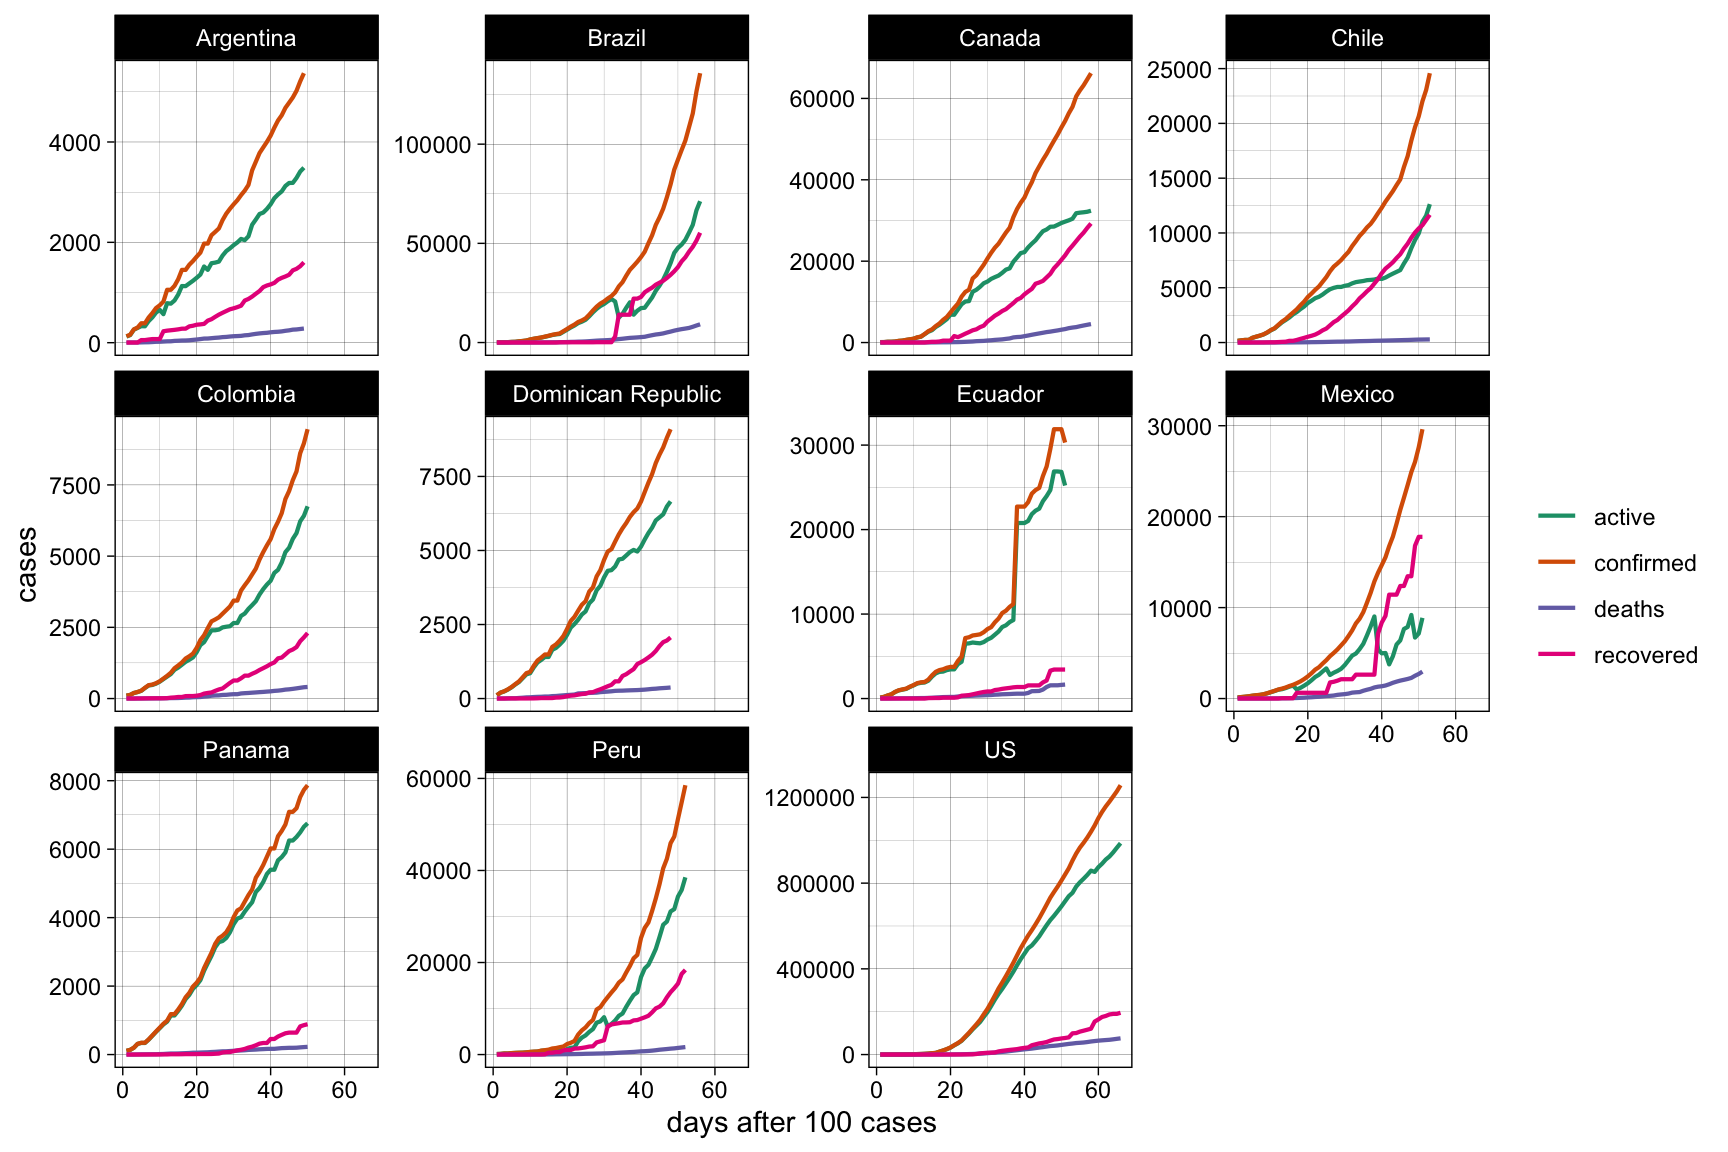 Argentina
Brazil
Canada
Chile
4000
2000
0
100000
50000
0
60000
40000
20000
0
25000
20000
15000
10000
5000
0
Colombia
Dominican Republic
Ecuador
Mexico
7500
5000
2500
0
7500
5000
2500
0
30000
20000
10000
0
30000
20000
10000
0
0 20 40 60
Panama
Peru
US
8000
6000
4000
2000
0
60000
40000
20000
0
1200000
800000
400000
0
0 20 40 60
0 20 40 60
0 20 40 60
cases
days after 100 cases
active
confirmed
deaths
recovered